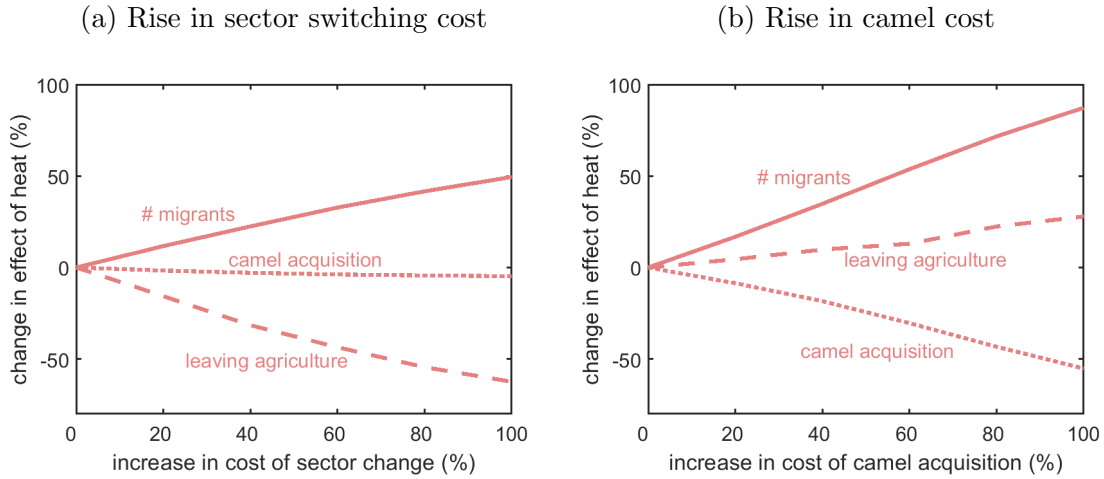 (a) Rise in sector switching cost
100
50
0
-50
change in effect of heat (%)
# migrants
camel acquisition
leaving agriculture
0 20 40 60 80 100
increase in cost of sector change (%)
(b) Rise in camel cost
100
50
0
-50
change in effect of heat (%)
# migrants
leaving agriculture
camel acquisition
0 20 40 60 80 100
increase in cost of camel acquisition (%)